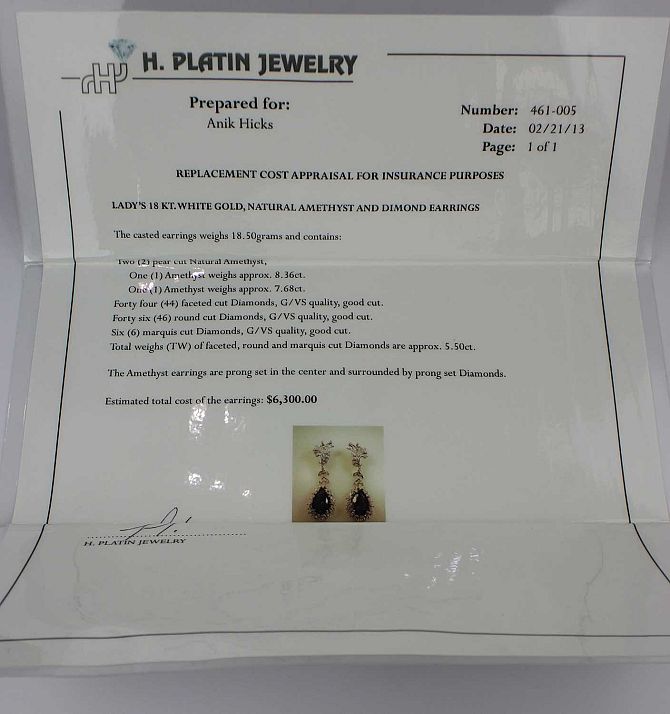 H. PLATIN JEWELRY
Prepared for:
Anik Hicks
Number: 461-005
Date: 02/21/13
Page: 1 of 1
REPLACEMENT COST APPRAISAL FOR INSURANCE PURPOSES
LADY'S 18 KT. WHITE GOLD, NATURAL AMETHYST AND DIMOND EARRINGS
The casted earrings weighs 18.50grams and contains:
Two (2) pear cut Natural Amethyst,
One (1) Amethyst weighs approx. 8.36ct.
One (1) Amethyst weighs approx. 7.68ct.
Forty four (44) faceted cut Diamonds, G/VS quality, good cut.
Forty six (46) round cut Diamonds, G/VS quality, good cut.
Six (6) marquis cut Diamonds, G/VS quality, good cut.
Total weighs (TW) of faceted, round and marquis cut Diamonds are approx. 5.50ct.
The Amethyst earrings are prong set in the center and surrounded by prong set Diamonds.
Estimated total cost of the earrings: $6,300.00
H. PLATIN JEWELRY